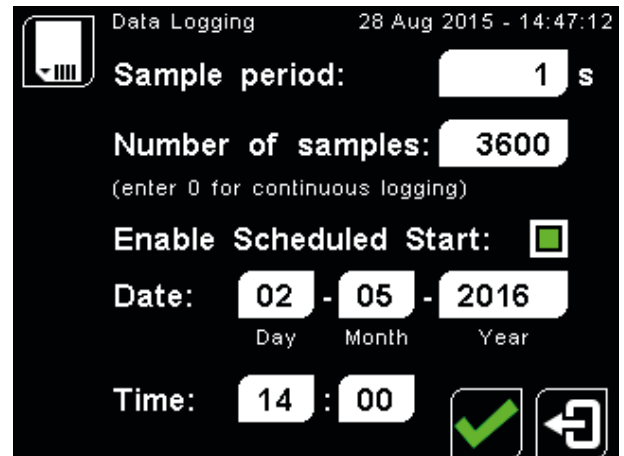 Data Logging 28 Aug 2015 - 14:47:12
Sample period: 1 s
Number of samples: 3600
(enter 0 for continuous logging)
Enable Scheduled Start:
Date: 02 - 05 - 2016
Day Month Year
Time: 14 : 00